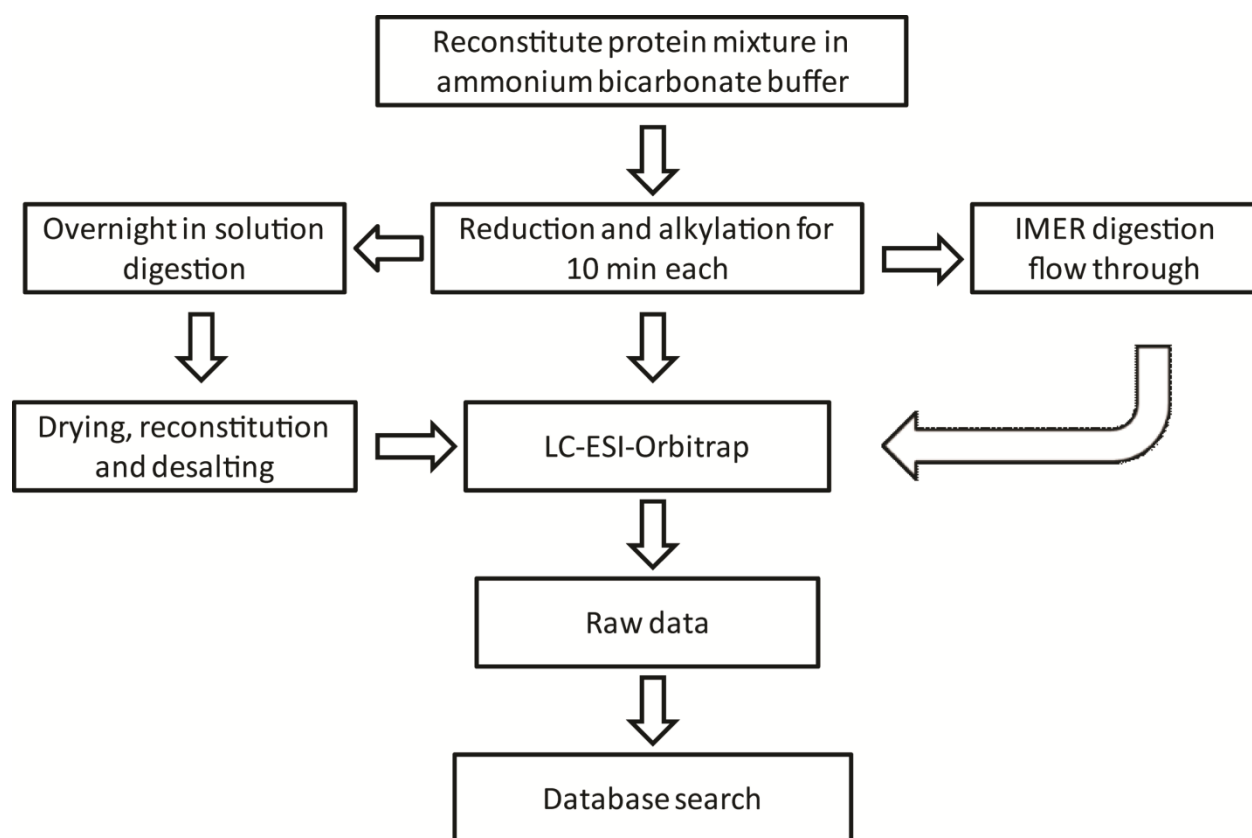 Reconstitute protein mixture in
ammonium bicarbonate buffer
Overnight in solution
digestion
Reduction and alkylation for
10 min each
IMER digestion
flow through
Drying, reconstitution
and desalting
LC-ESI-Orbitrap
Raw data
Database search